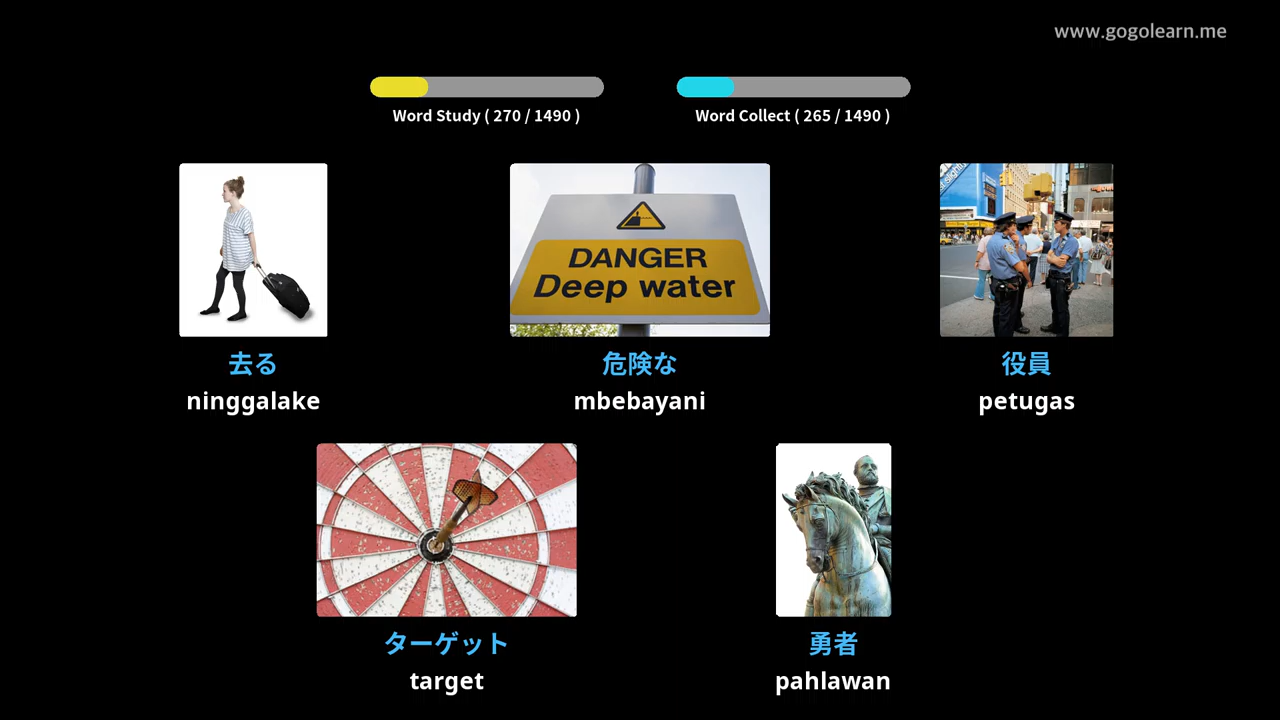 www.gogolearn.me
Word Study ( 270 / 1490 )
Word Collect ( 265 / 1490 )
DANGER
Deep water
去る
ninggalake
危険な
mbebayani
役員
petugas
ターゲット
target
勇者
pahlawan